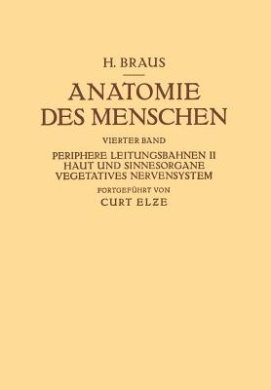 H. BRAUS
ANATOMIE
DES MENSCHEN
VIERTER BAND
PERIPHERE LEITUNGSBAHNEN II
HAUT UND SINNESORGANE
VEGETATIVES NERVENSYSTEM
FORTGEFÜHRT VON
CURT ELZE